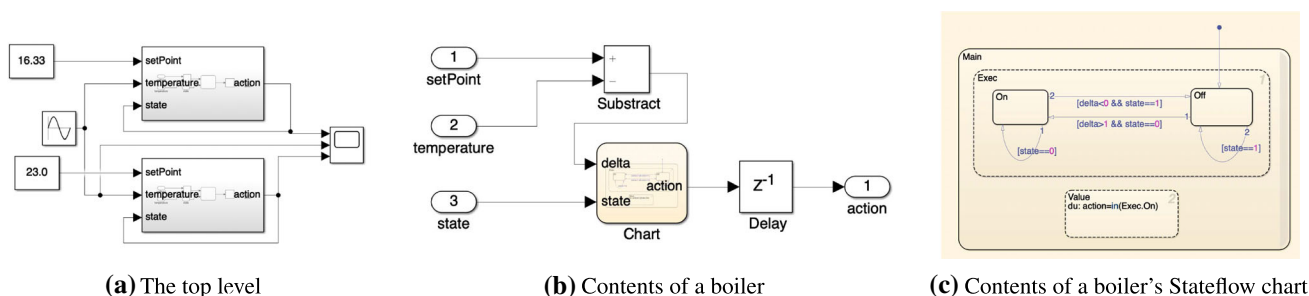 16.33
setPoint
temperature
action
state
23.0
setPoint
temperature
action
state
(a) The top level
1
setPoint
2
temperature
3
state
+
−
Substract
delta
state
action
Chart
z-1
Delay
1
action
(b) Contents of a boiler
Main
Exec
1
On
Off
2
[delta<0 && state==1]
1
[delta>1 && state==0]
1
[state==0]
2
[state==1]
Value
2
du: action=in(Exec.On)
(c) Contents of a boiler's Stateflow chart